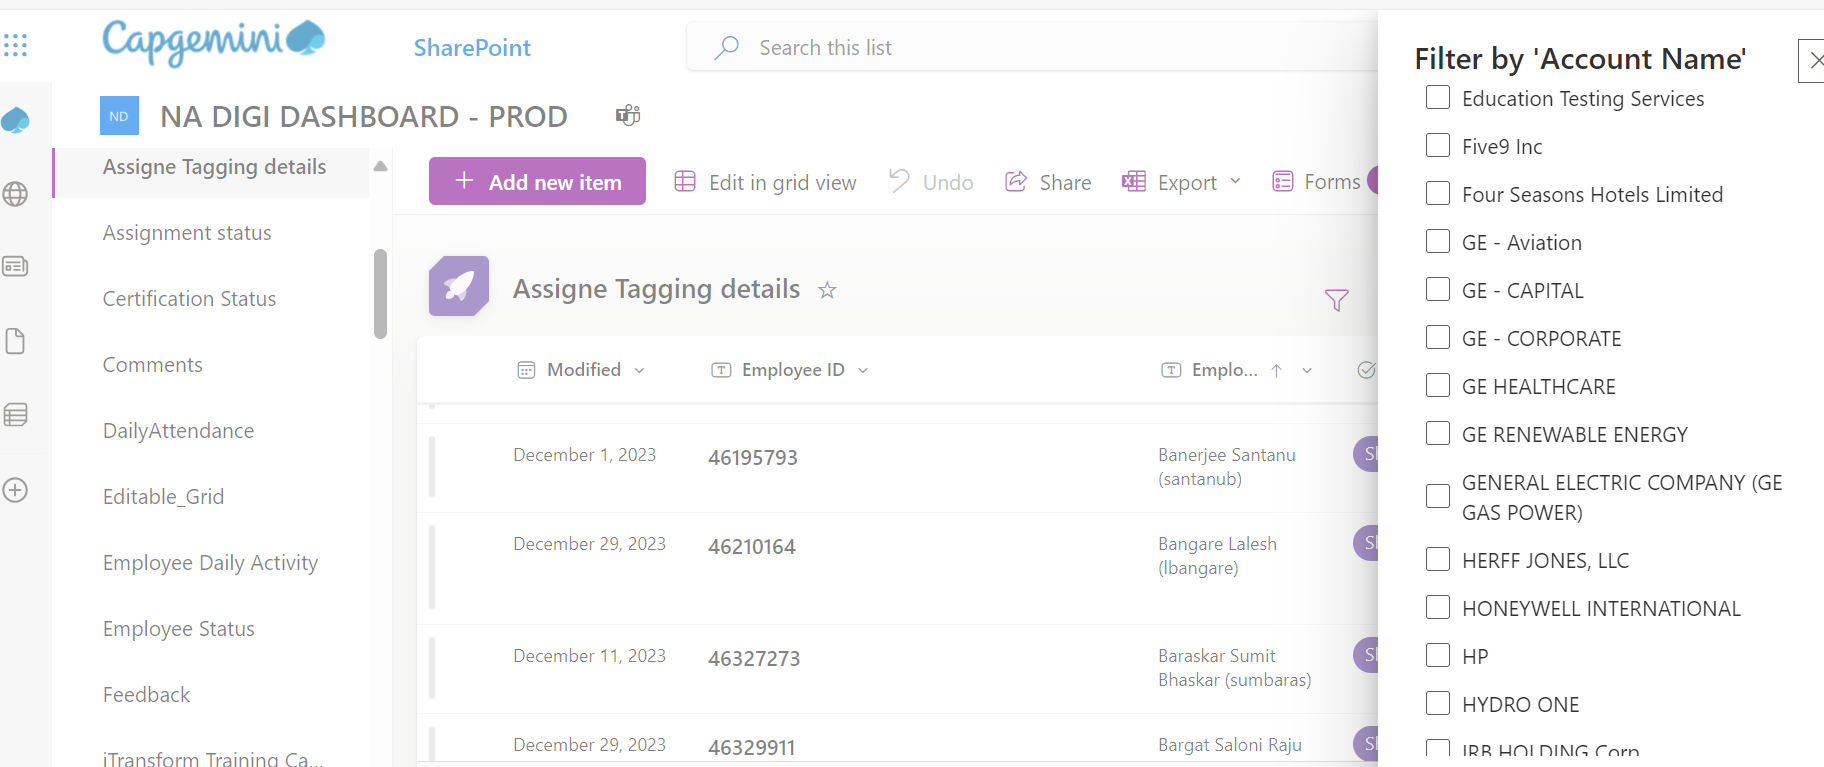 Capgemini
SharePoint
Search this list
ND
NA DIGI DASHBOARD - PROD
Assigne Tagging details
Assignment status
Certification Status
Comments
DailyAttendance
Editable_Grid
Employee Daily Activity
Employee Status
Feedback
iTransform Training Ca...
Add new item
Edit in grid view
Undo
Share
Export
Forms
Assigne Tagging details
Modified
Employee ID
Emplo...
December 1, 2023
46195793
Banerjee Santanu
(santanub)
December 29, 2023
46210164
Bangare Lalesh
(lbangare)
December 11, 2023
46327273
Baraskar Sumit
Bhaskar (sumbaras)
December 29, 2023
46329911
Bargat Saloni Raju
Filter by 'Account Name'
Education Testing Services
Five9 Inc
Four Seasons Hotels Limited
GE - Aviation
GE - CAPITAL
GE - CORPORATE
GE HEALTHCARE
GE RENEWABLE ENERGY
GENERAL ELECTRIC COMPANY (GE
GAS POWER)
HERFF JONES, LLC
HONEYWELL INTERNATIONAL
HP
HYDRO ONE
IRB HOLDING Corp